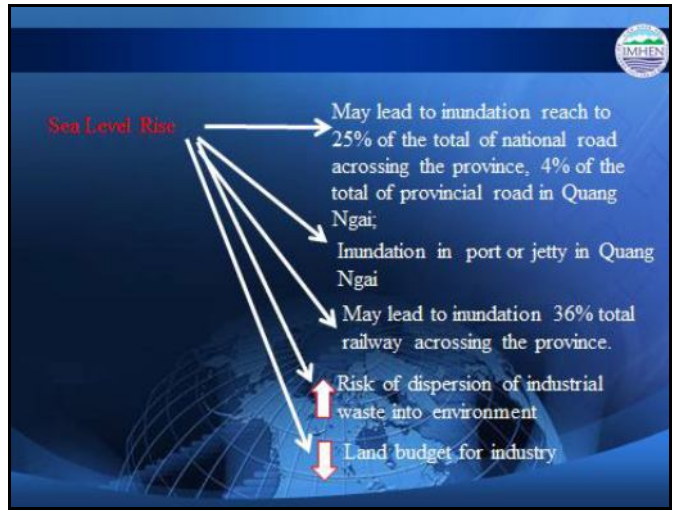 IMHEN
Sea Level Rise
May lead to inundation reach to
25% of the total of national road
acrossing the province, 4% of the
total of provincial road in Quang
Ngai;
Inundation in port or jetty in Quang
Ngai
May lead to inundation 36% total
railway acrossing the province.
Risk of dispersion of industrial
waste into environment
Land budget for industry